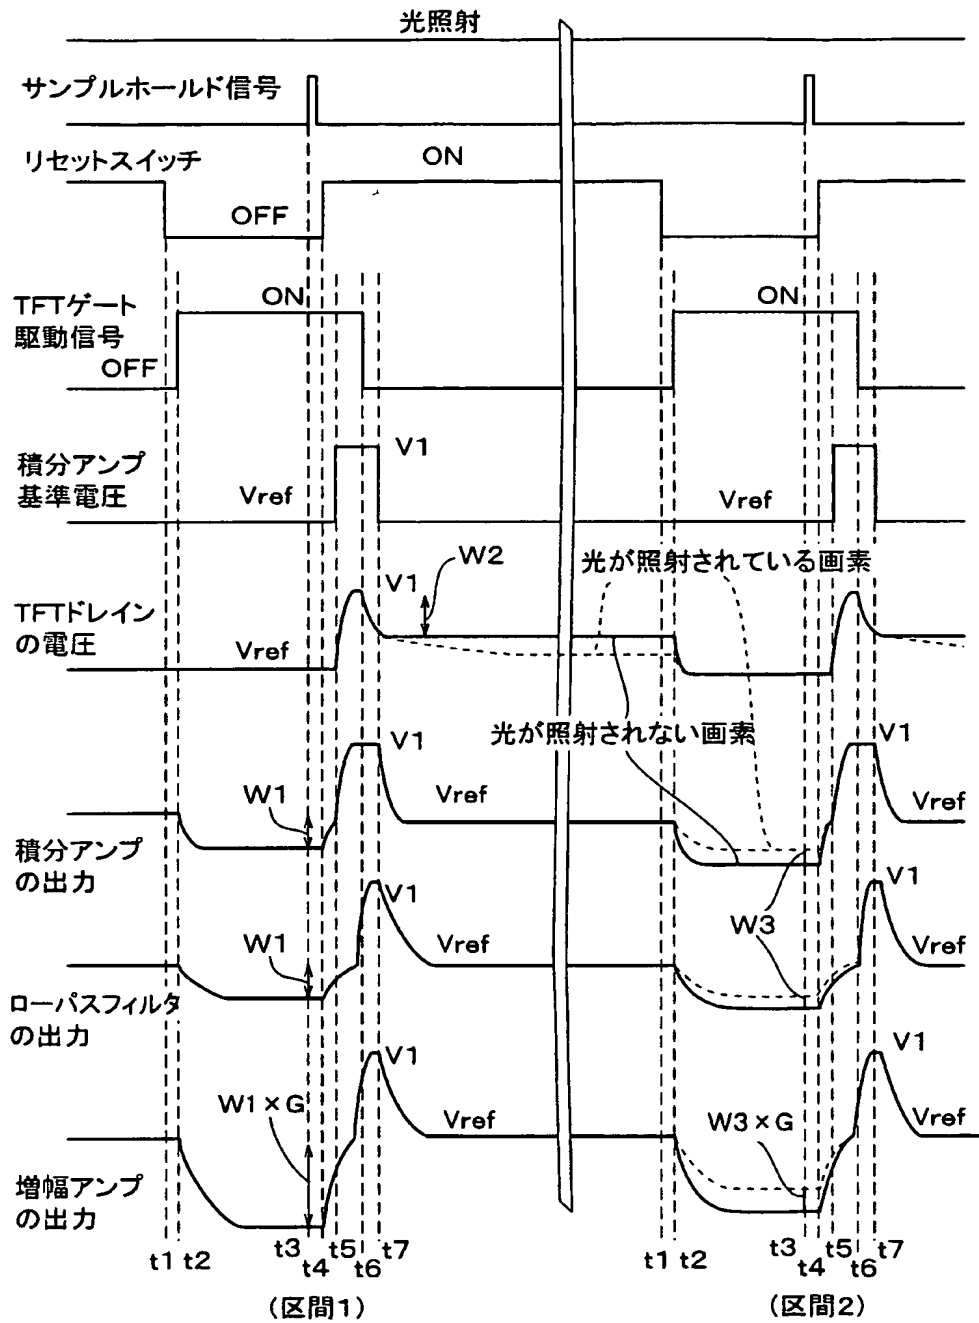 光照射
サンプルホールド信号
リセットスイッチ
ON
OFF
TFTゲート
駆動信号
ON
ON
OFF
積分アンプ
基準電圧
V1
Vref
Vref
W2
光が照射されている画素
V1
TFTドレイン
の電圧
Vref
光が照射されない画素
V1
V1
W1
Vref
Vref
積分アンプ
の出力
V1
V1
W3
W1
Vref
Vref
ローパスフィルタ
の出力
V1
V1
W1×G
Vref
W3×G
Vref
増幅アンプ
の出力
t1 t2 t3 t4 t5 t6 t7
t1 t2 t3 t4 t5 t6 t7
(区間1)
(区間2)